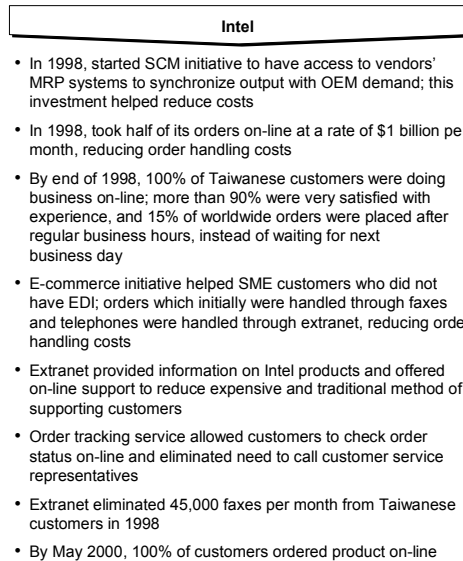 Intel
• In 1998, started SCM initiative to have access to vendors'
MRP systems to synchronize output with OEM demand; this
investment helped reduce costs
• In 1998, took half of its orders on-line at a rate of $1 billion per
month, reducing order handling costs
• By end of 1998, 100% of Taiwanese customers were doing
business on-line; more than 90% were very satisfied with
experience, and 15% of worldwide orders were placed after
regular business hours, instead of waiting for next
business day
• E-commerce initiative helped SME customers who did not
have EDI; orders which initially were handled through faxes
and telephones were handled through extranet, reducing orde
handling costs
• Extranet provided information on Intel products and offered
on-line support to reduce expensive and traditional method of
supporting customers
• Order tracking service allowed customers to check order
status on-line and eliminated need to call customer service
representatives
• Extranet eliminated 45,000 faxes per month from Taiwanese
customers in 1998
• By May 2000, 100% of customers ordered product on-line